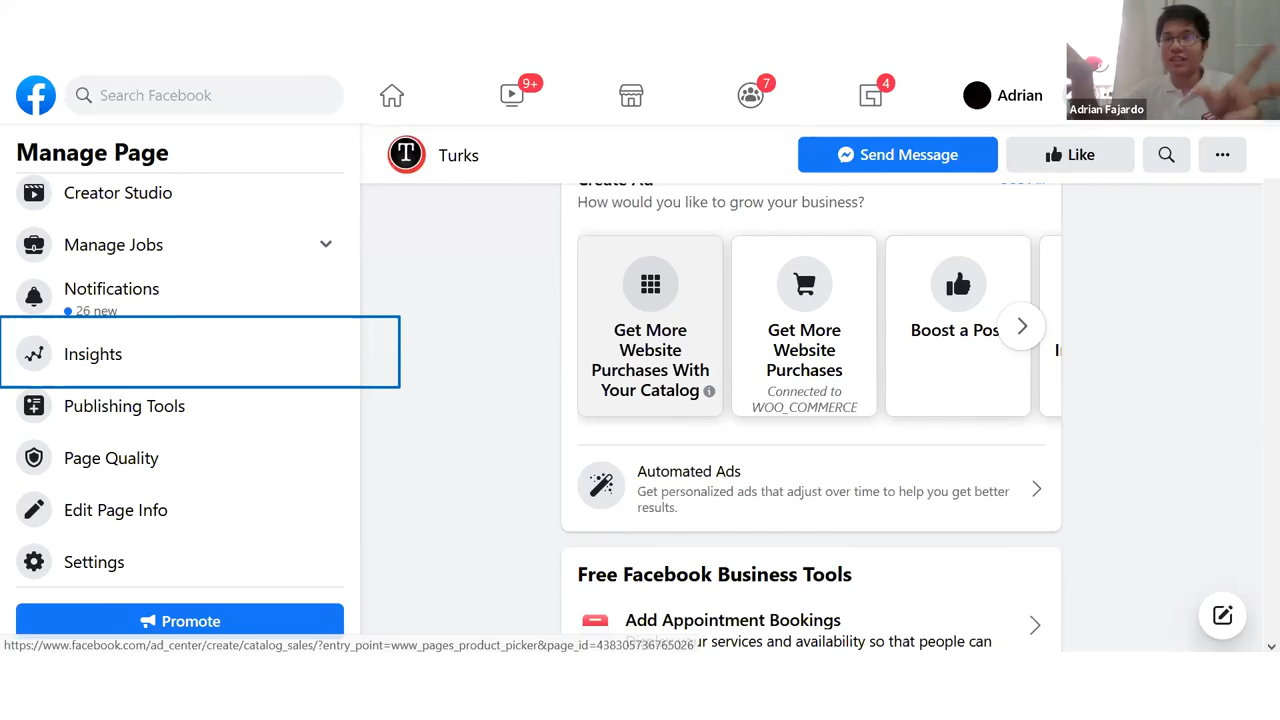 Search Facebook
9+
7
4
Adrian
Adrian Fajardo
Manage Page
Creator Studio
Manage Jobs
Notifications
26 new
Insights
Publishing Tools
Page Quality
Edit Page Info
Settings
Promote
T
Turks
Send Message
Like
Create Ad
How would you like to grow your business?
Get More
Website
Purchases With
Your Catalog
Get More
Website
Purchases
Connected to
WOO_COMMERCE
Boost a Pos
Automated Ads
Get personalized ads that adjust over time to help you get better
results.
Free Facebook Business Tools
Add Appointment Bookings
ur services and availability so that people can
https://www.facebook.com/ad_center/create/catalog_sales/?entry_point=www_pages_product_picker&page_id=438305736765026